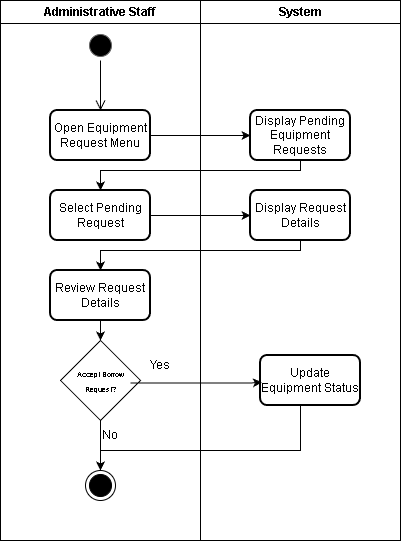 Administrative Staff
System
Open Equipment
Request Menu
Display Pending
Equipment
Requests
Select Pending
Request
Display Request
Details
Review Request
Details
Accept Borrow
Request?
Yes
Update
Equipment Status
No